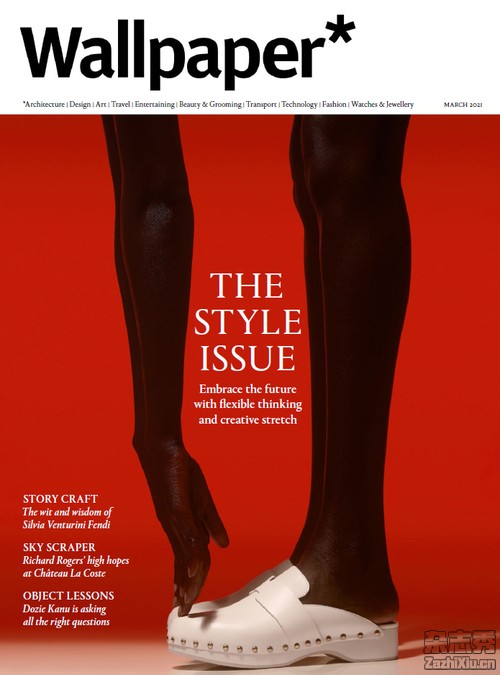 Wallpaper*
*Architecture | Design | Art | Travel | Entertaining | Beauty & Grooming | Transport | Technology | Fashion | Watches & Jewellery
MARCH 2021
THE
STYLE
ISSUE
Embrace the future
with flexible thinking
and creative stretch
STORY CRAFT
The wit and wisdom of
Silvia Venturini Fendi
SKY SCRAPER
Richard Rogers' high hopes
at Château La Coste
OBJECT LESSONS
Dozie Kanu is asking
all the right questions
杂志秀
ZazhiXiu.cn